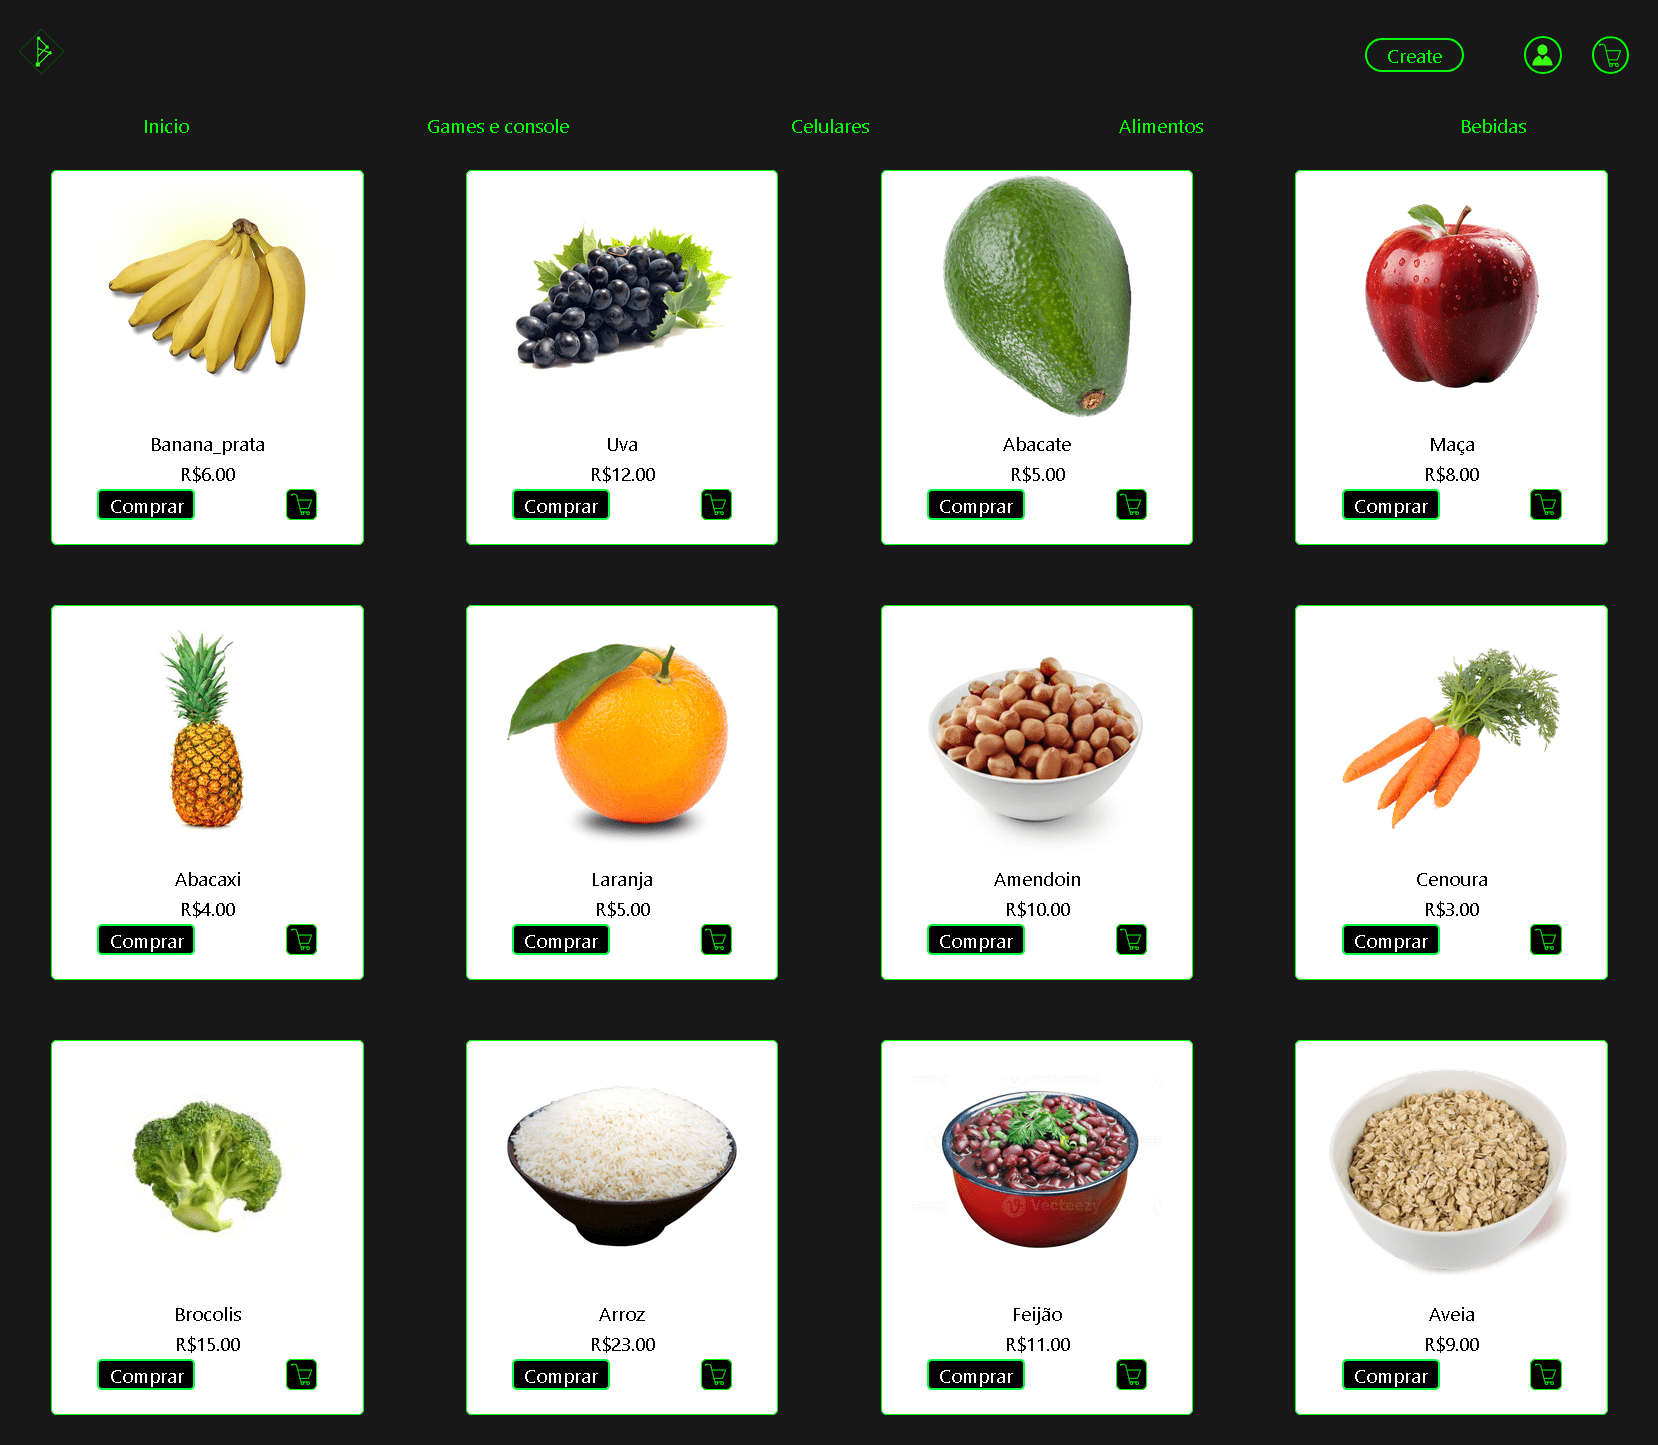 Create
Inicio Games e console Celulares Alimentos Bebidas
Banana_prata
R$6.00
Comprar
Uva
R$12.00
Comprar
Abacate
R$5.00
Comprar
Maça
R$8.00
Comprar
Abacaxi
R$4.00
Comprar
Laranja
R$5.00
Comprar
Amendoin
R$10.00
Comprar
Cenoura
R$3.00
Comprar
Brocolis
R$15.00
Comprar
Arroz
R$23.00
Comprar
Vecteezy
Feijão
R$11.00
Comprar
Aveia
R$9.00
Comprar